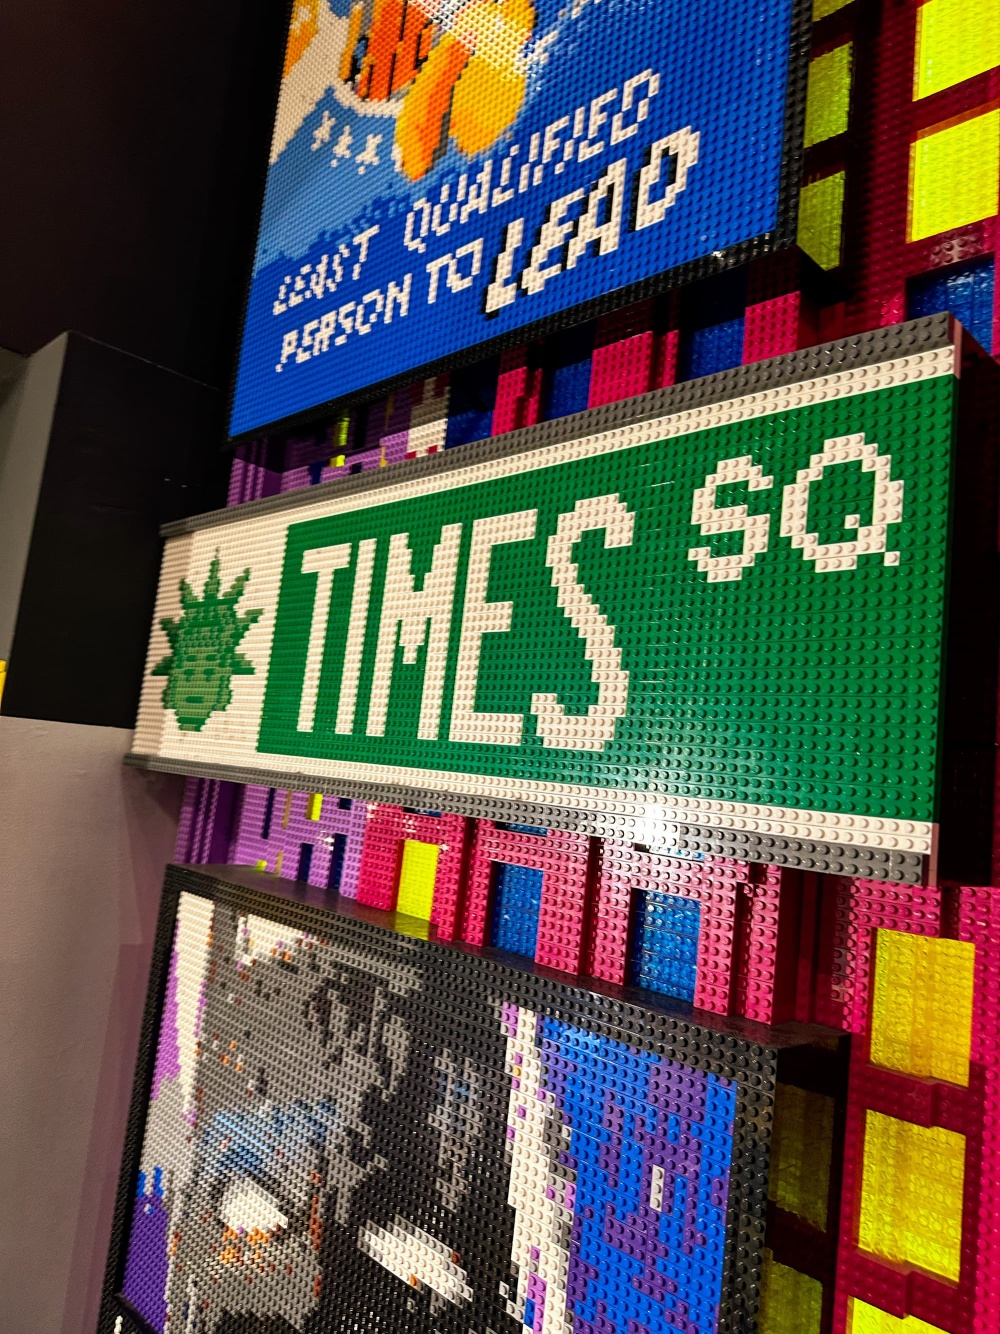 LEAST QUALIFIED
PERSON TO LEAD
TIMES SQ